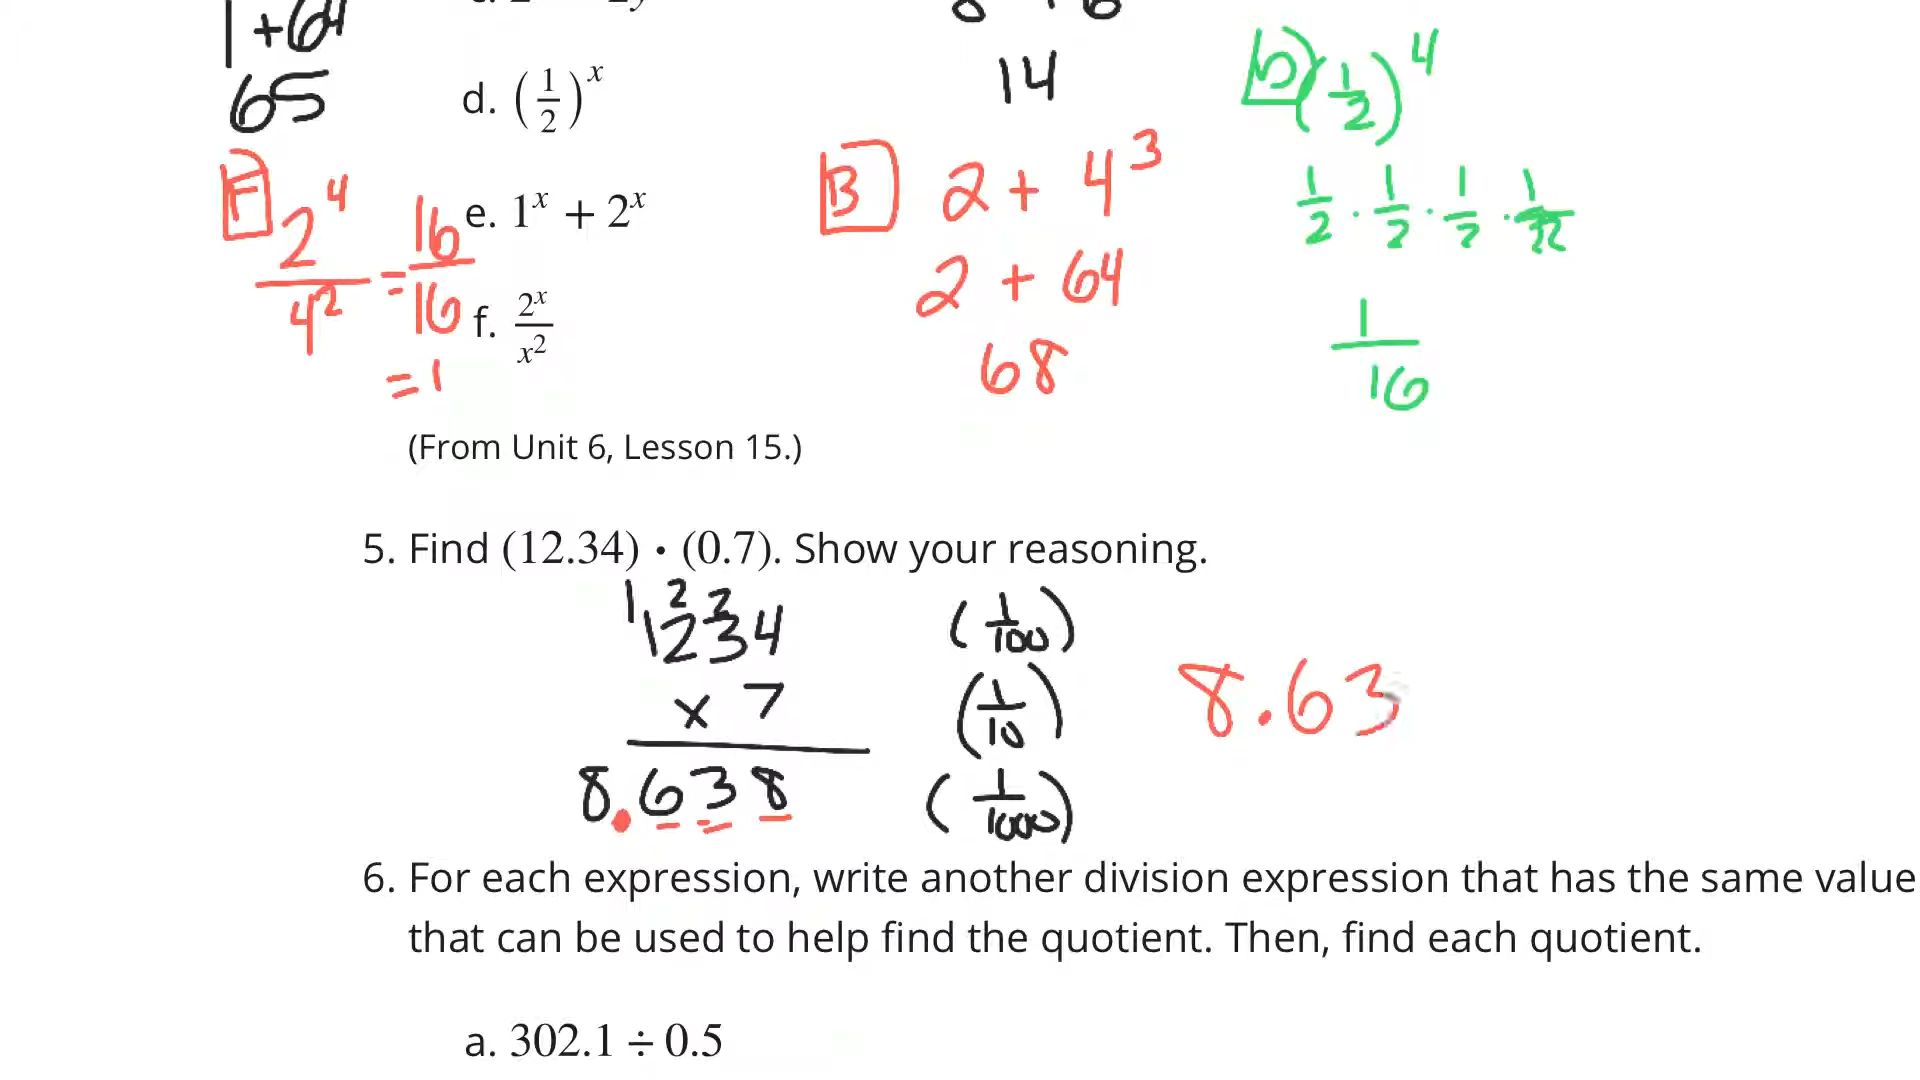 1 + 64
65
d. (1/2)^x
14
D (1/2)^4
F 2^4/4^2 = 16/16
= 1
e. 1^x + 2^x
f. 2^x/x^2
B 2 + 4^3
2 + 64
68
1/2 · 1/2 · 1/2 · 1/2
1/16
(From Unit 6, Lesson 15.)
5. Find (12.34) · (0.7). Show your reasoning.
1 2 2
1234 (1/100)
x 7 (1/10)
8.638 (1/1000)
8.63
6. For each expression, write another division expression that has the same value
that can be used to help find the quotient. Then, find each quotient.
a. 302.1 ÷ 0.5